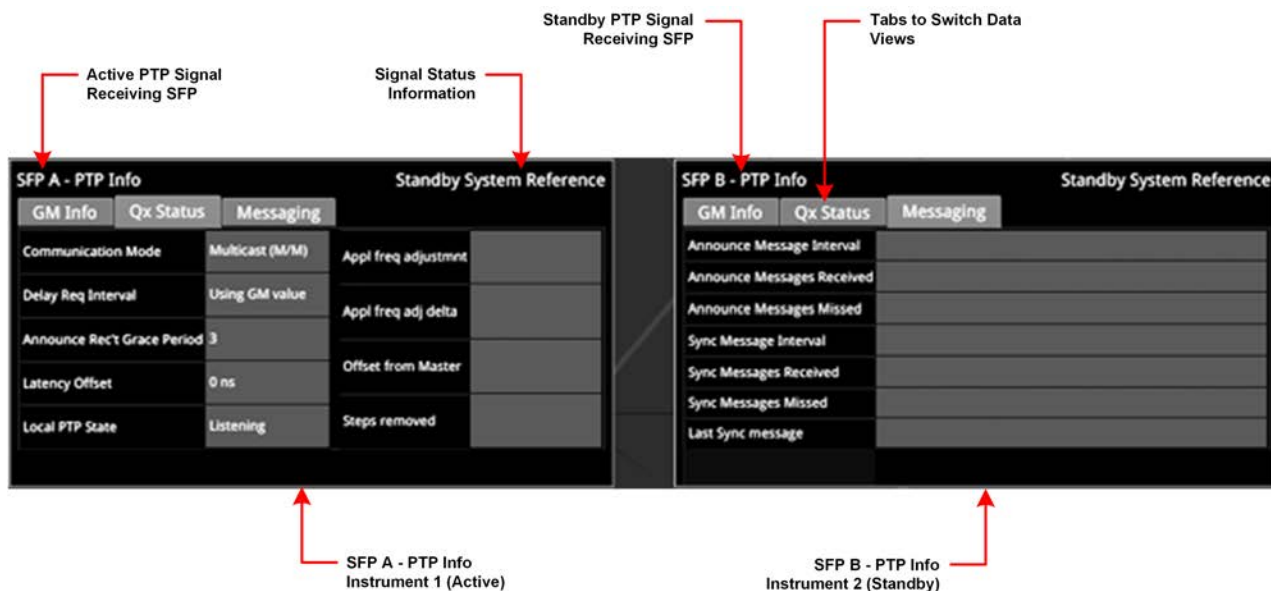 Standby PTP Signal
Receiving SFP
Tabs to Switch Data
Views
Active PTP Signal
Receiving SFP
Signal Status
Information
SFP A - PTP Info
Standby System Reference
GM Info
Qx Status
Messaging
Communication Mode
Multicast (M/M)
Delay Req Interval
Using GM value
Announce Rec't Grace Period
3
Latency Offset
0 ns
Local PTP State
Listening
Appl freq adjustmnt
Appl freq adj delta
Offset from Master
Steps removed
SFP B - PTP Info
Standby System Reference
GM Info
Qx Status
Messaging
Announce Message Interval
Announce Messages Received
Announce Messages Missed
Sync Message Interval
Sync Messages Received
Sync Messages Missed
Last Sync message
SFP A - PTP Info
Instrument 1 (Active)
SFP B - PTP Info
Instrument 2 (Standby)